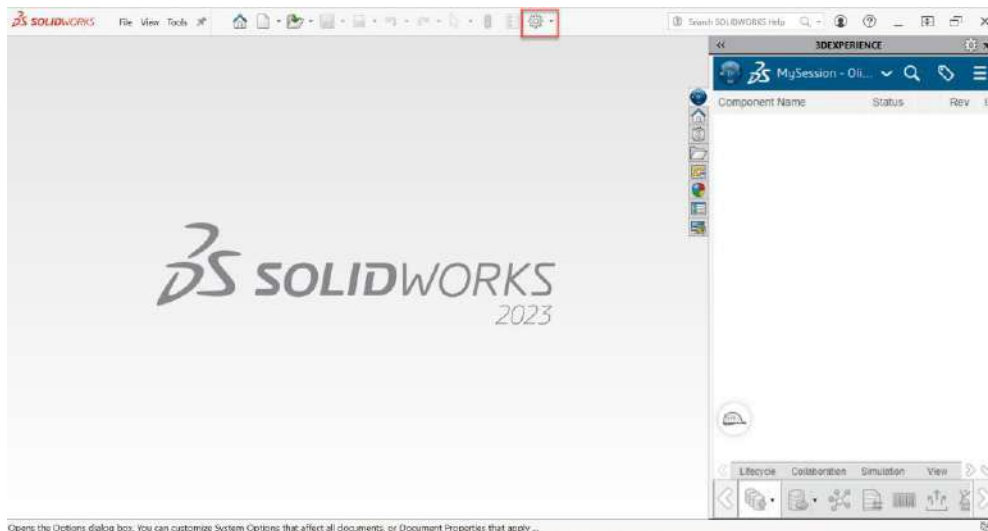 SOLIDWORKS File View Tools Search SOLIDWORKS Help
3DEXPERIENCE
MySession - Oli...
Component Name Status Rev
SOLIDWORKS
2023
Lifecycle Collaboration Simulation View
Opens the Options dialog box. You can customize System Options that affect all documents, or Document Properties that apply ...